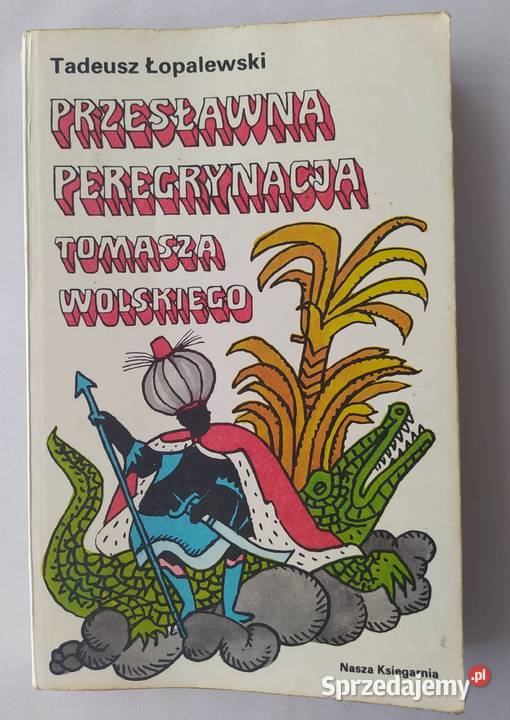 Tadeusz Łopalewski
PRZESŁAWNA
PEREGRYNACJA
TOMASZA
WOLSKIEGO
Nasza Księgarnia
Sprzedajemy.pl